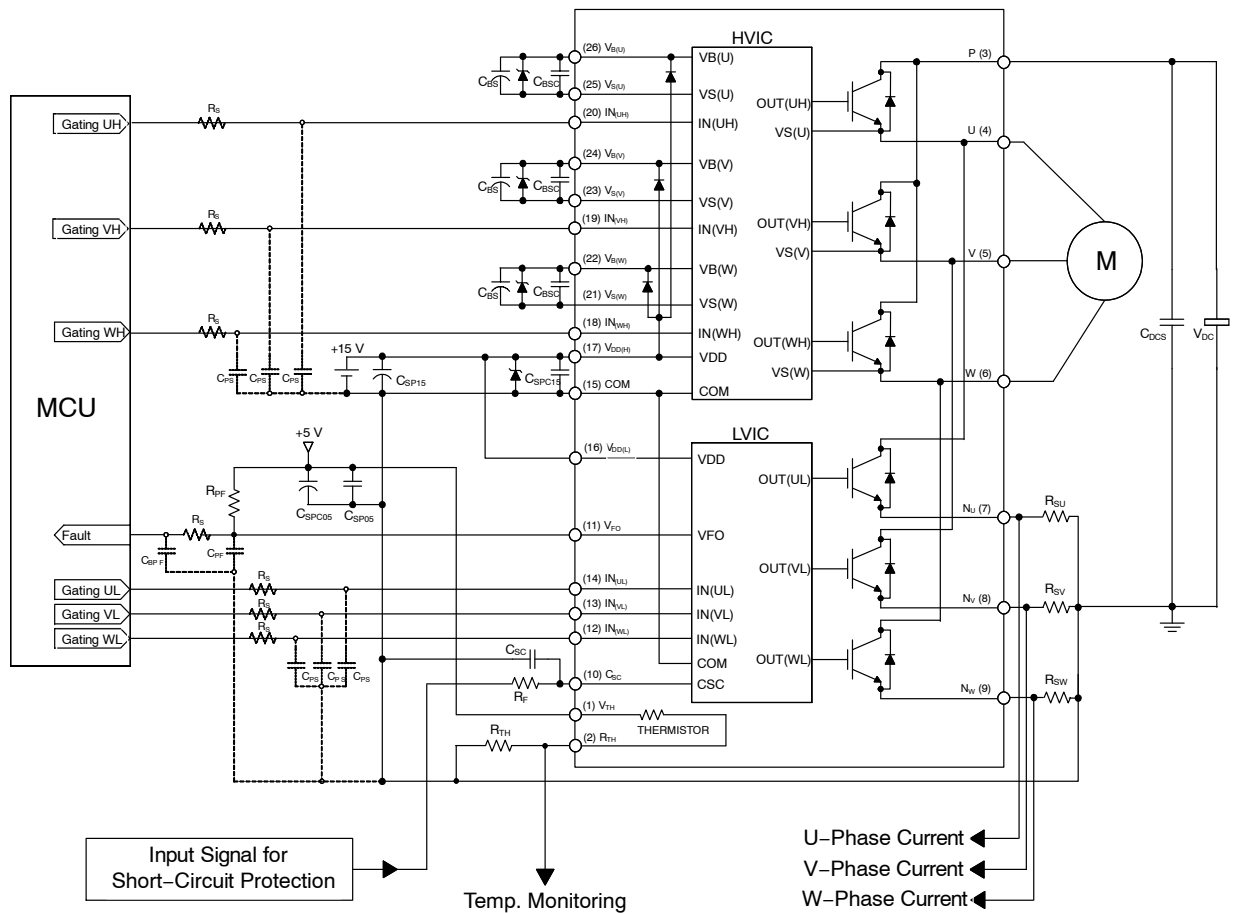 HVIC
(26) VB(U)
VB(U)
P (3)
CBS
CBSC
(25) VS(U)
VS(U)
OUT(UH)
Gating UH
RS
(20) IN(UH)
IN(UH)
VS(U)
U (4)
(24) VB(V)
VB(V)
CBS
CBSC
(23) VS(V)
VS(V)
Gating VH
RS
(19) IN(VH)
IN(VH)
OUT(VH)
VS(V)
V (5)
M
(22) VB(W)
VB(W)
CBS
CBSC
(21) VS(W)
VS(W)
Gating WH
RS
(18) IN(WH)
IN(WH)
OUT(WH)
CDCS
VDC
+15 V
(17) VDD(H)
VDD
VS(W)
W (6)
CPS
CPS
CPS
CSP15
CSPC15
(15) COM
COM
MCU
+5 V
LVIC
(16) VDD(L)
VDD
OUT(UL)
RPF
CSPC05
CSP05
RSU
NU (7)
Fault
RS
(11) VFO
VFO
CBPF
CPF
OUT(VL)
Gating UL
RS
(14) IN(UL)
IN(UL)
RSV
Gating VL
RS
(13) IN(VL)
IN(VL)
NV (8)
Gating WL
RS
(12) IN(WL)
IN(WL)
CPS
CPS
CPS
CSC
COM
OUT(WL)
RF
(10) CSC
CSC
RSW
NW (9)
(1) VTH
THERMISTOR
RTH
(2) RTH
U−Phase Current
Input Signal for
Short−Circuit Protection
V−Phase Current
Temp. Monitoring
W−Phase Current